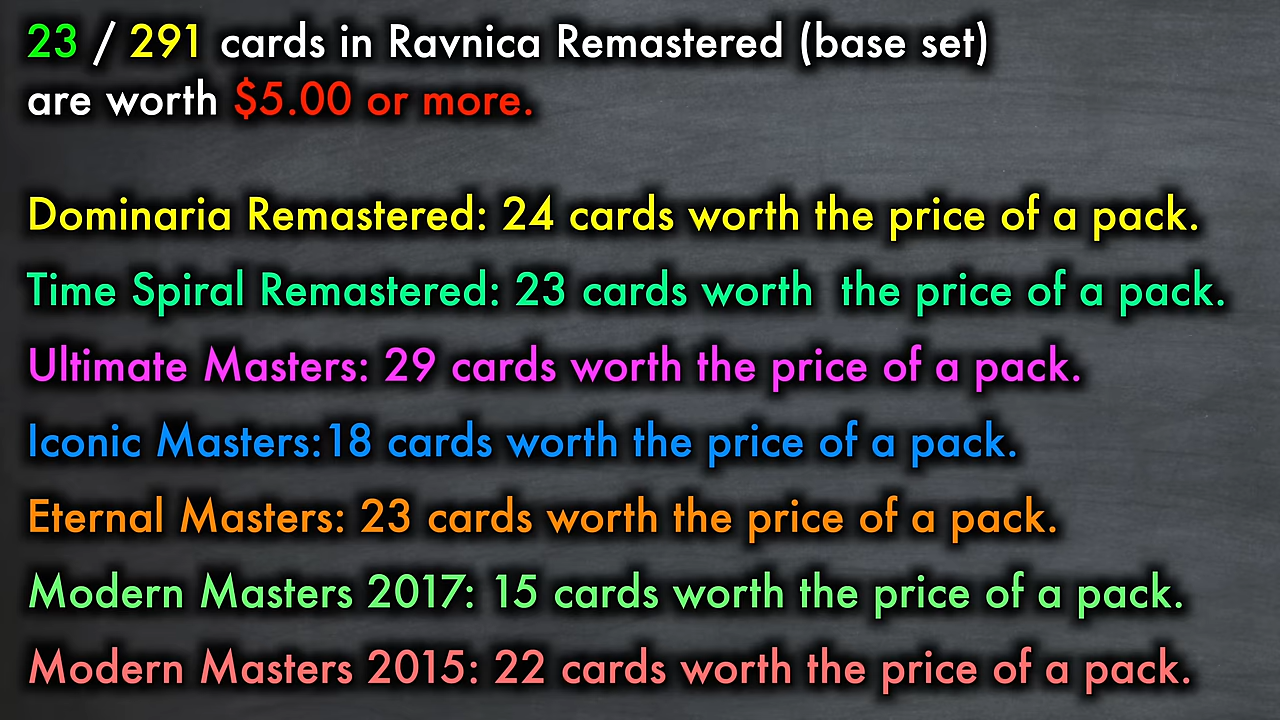 23 / 291 cards in Ravnica Remastered (base set)
are worth $5.00 or more.
Dominaria Remastered: 24 cards worth the price of a pack.
Time Spiral Remastered: 23 cards worth  the price of a pack.
Ultimate Masters: 29 cards worth the price of a pack.
Iconic Masters:18 cards worth the price of a pack.
Eternal Masters: 23 cards worth the price of a pack.
Modern Masters 2017: 15 cards worth the price of a pack.
Modern Masters 2015: 22 cards worth the price of a pack.